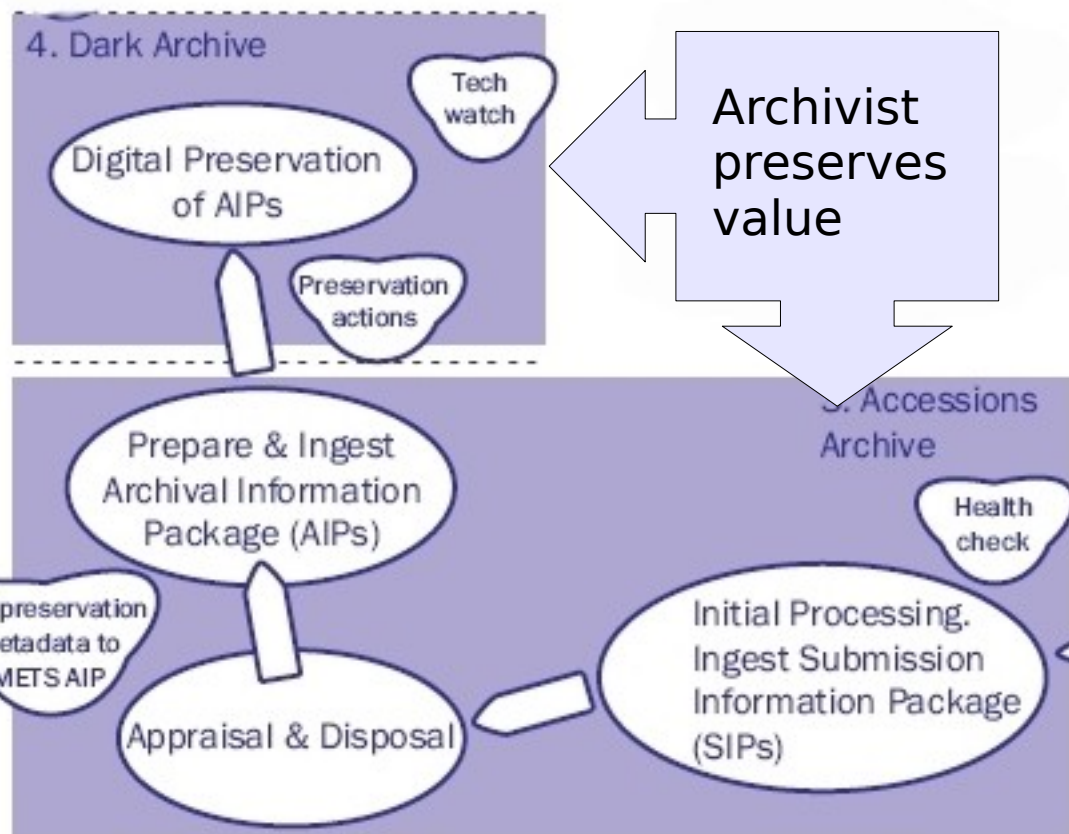 4. Dark Archive
Tech
watch
Digital Preservation
of AIPs
Preservation
actions
Archivist
preserves
value
Accessions
Archive
Health
check
Prepare & Ingest
Archival Information
Package (AIPs)
preservation
METS AIP
etadata to
Appraisal & Disposal
Initial Processing.
Ingest Submission
Information Package
(SIPs)